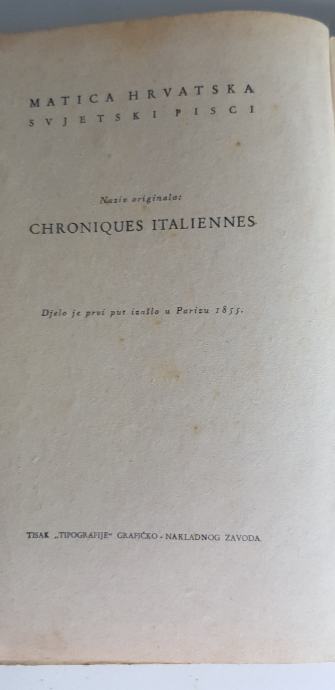 MATICA HRVATSKA
SVJETSKI PISCI
Naziv originala:
CHRONIQUES ITALIENNES
Djelo je prvi put izašlo u Parizu 1855.
TISAK „TIPOGRAFIJE" GRAFIČKO-NAKLADNOG ZAVODA